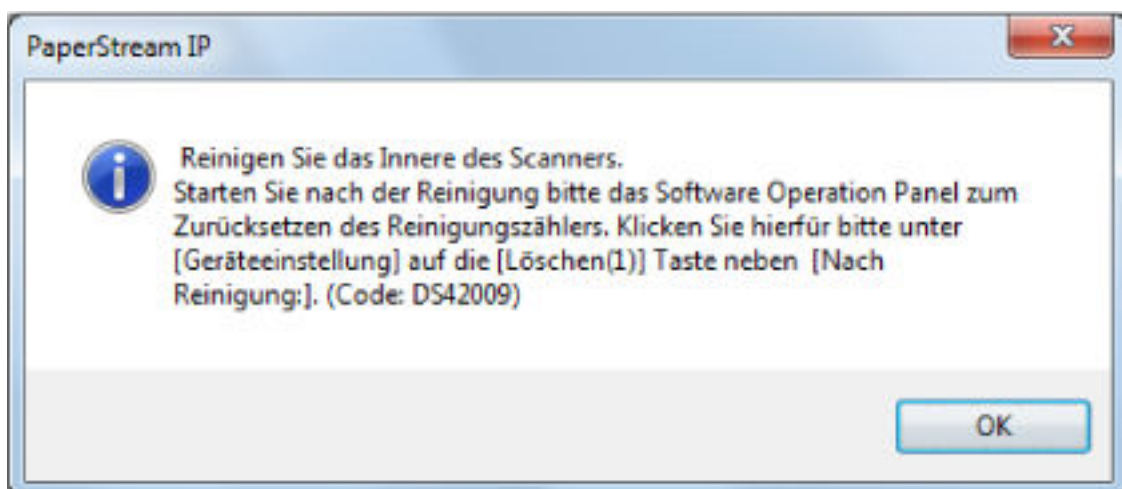 PaperStream IP
Reinigen Sie das Innere des Scanners.
Starten Sie nach der Reinigung bitte das Software Operation Panel zum
Zurücksetzen des Reinigungszählers. Klicken Sie hierfür bitte unter
[Geräteeinstellung] auf die [Löschen(1)] Taste neben [Nach
Reinigung:]. (Code: DS42009)
OK